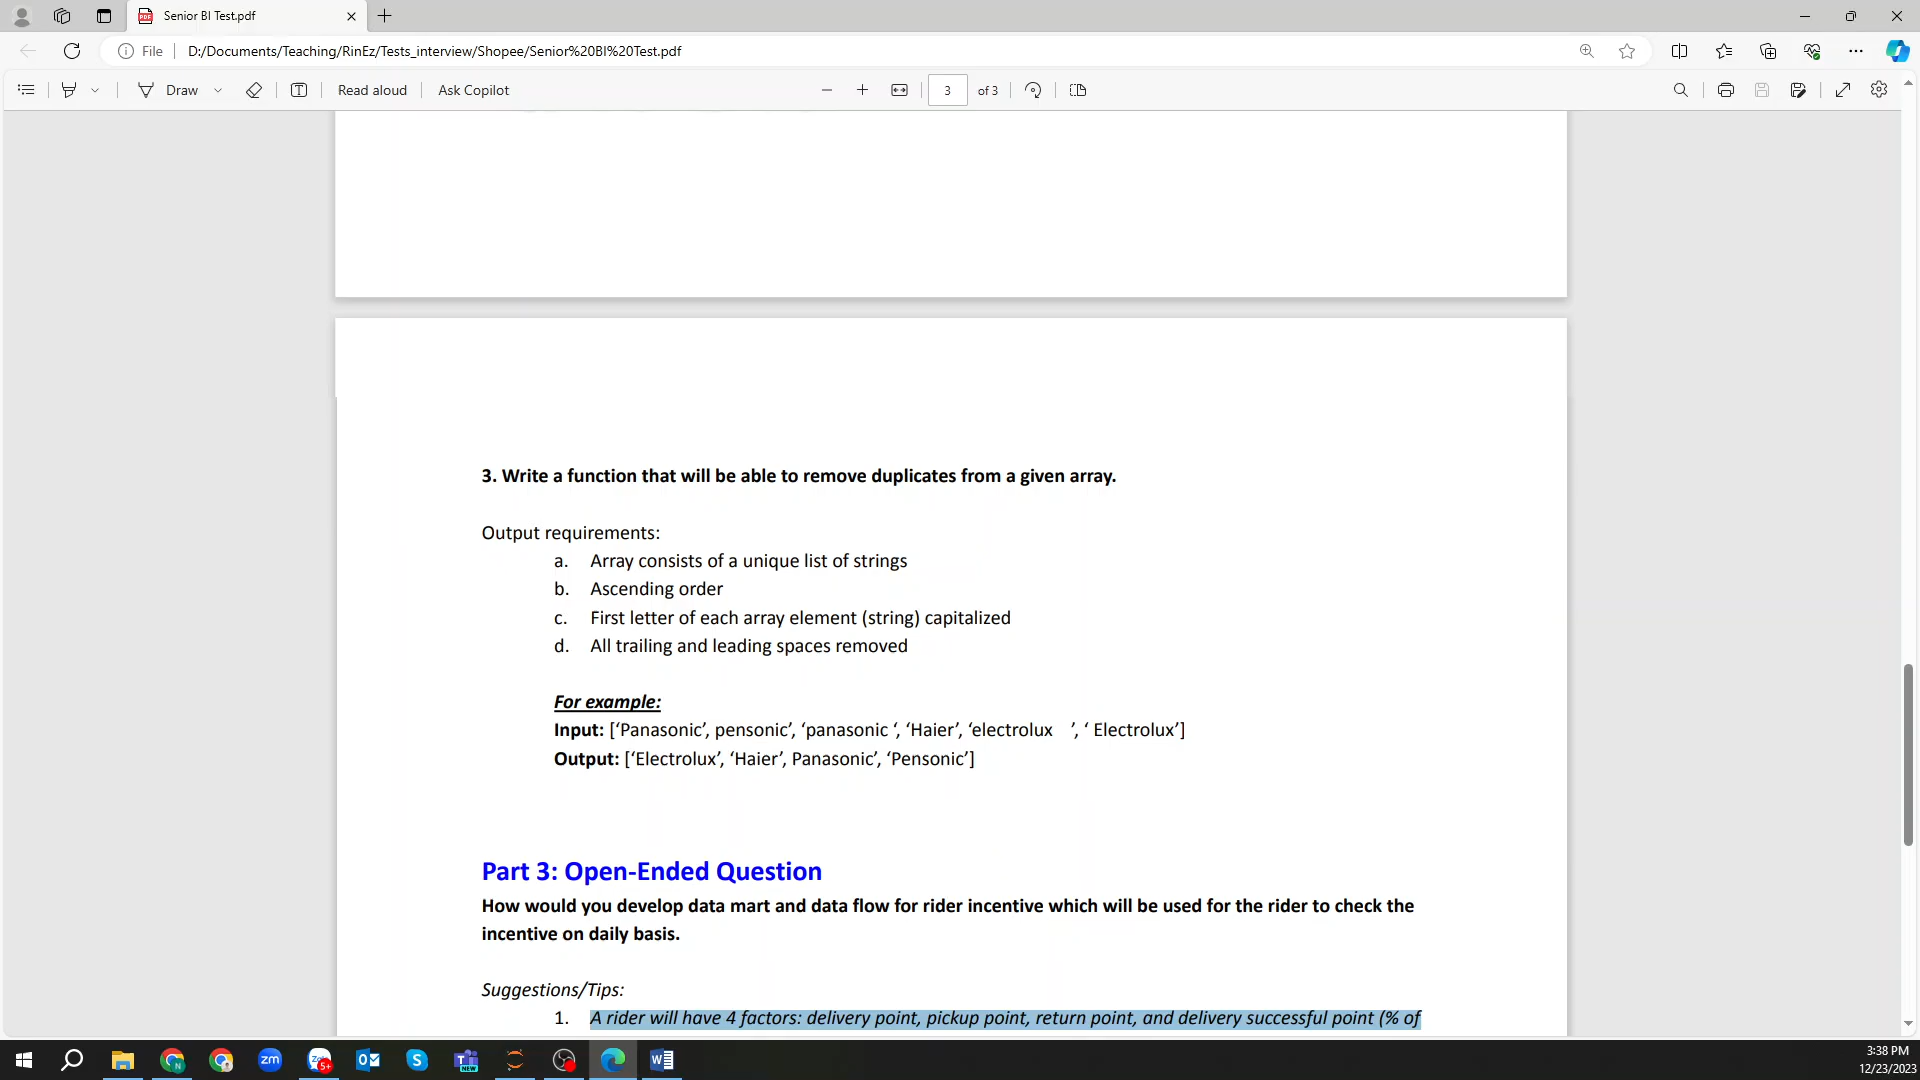 Senior BI Test.pdf
File
D:/Documents/Teaching/RinEz/Tests_interview/Shopee/Senior%20BI%20Test.pdf
Draw
Read aloud
Ask Copilot
3
of 3
3. Write a function that will be able to remove duplicates from a given array.
Output requirements:
a. Array consists of a unique list of strings
b. Ascending order
c. First letter of each array element (string) capitalized
d. All trailing and leading spaces removed
For example:
Input: [‘Panasonic’, pensonic’, ‘panasonic ‘, ‘Haier’, ‘electrolux    ’, ‘ Electrolux’]
Output: [‘Electrolux’, ‘Haier’, Panasonic’, ‘Pensonic’]
Part 3: Open-Ended Question
How would you develop data mart and data flow for rider incentive which will be used for the rider to check the
incentive on daily basis.
Suggestions/Tips:
1. A rider will have 4 factors: delivery point, pickup point, return point, and delivery successful point (% of
3:38 PM
12/23/2023